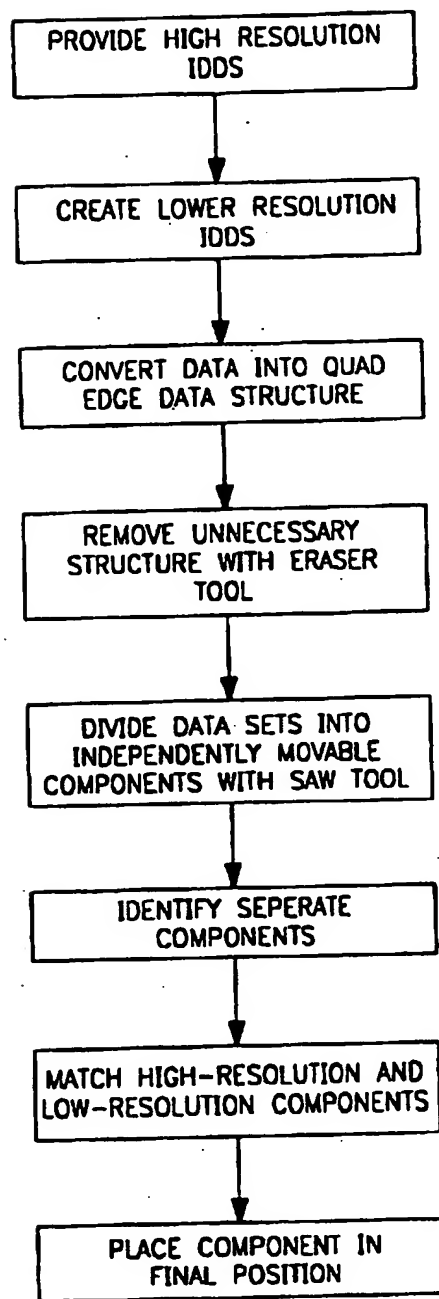 PROVIDE HIGH RESOLUTION
IDDS
CREATE LOWER RESOLUTION
IDDS
CONVERT DATA INTO QUAD
EDGE DATA STRUCTURE
REMOVE UNNECESSARY
STRUCTURE WITH ERASER
TOOL
DIVIDE DATA SETS INTO
INDEPENDENTLY MOVABLE
COMPONENTS WITH SAW TOOL
IDENTIFY SEPERATE
COMPONENTS
MATCH HIGH-RESOLUTION AND
LOW-RESOLUTION COMPONENTS
PLACE COMPONENT IN
FINAL POSITION